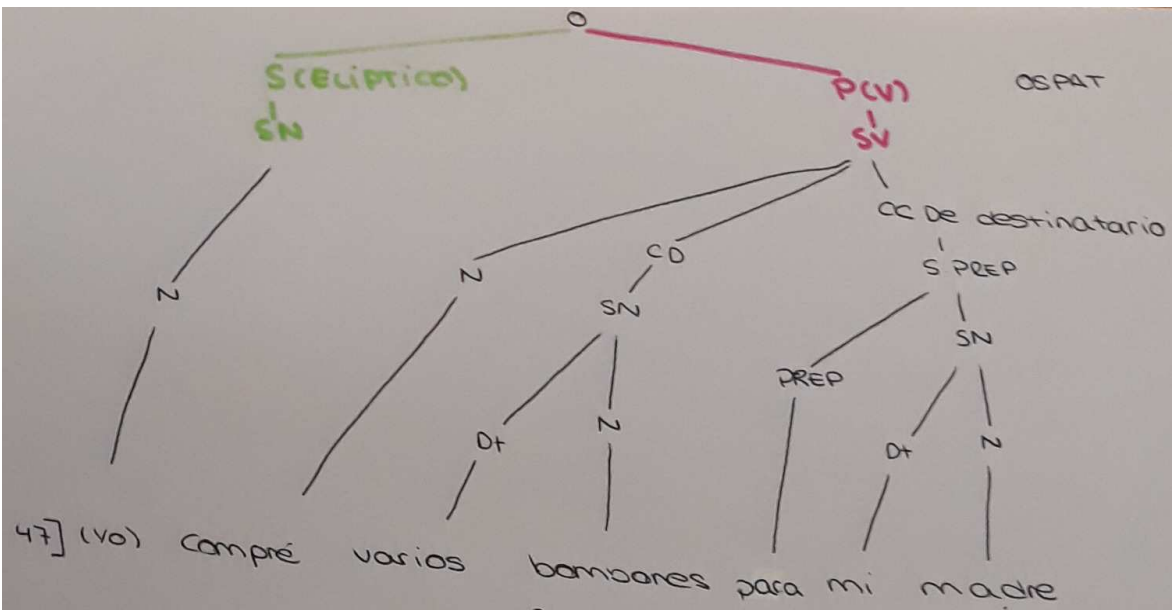 O
S(ELÍPTICO)
P(V)
OSPAT
SN
SV
CC De destinatario
N
N
CD
S PREP
SN
SN
PREP
Dt
N
Dt
N
47] (YO) compré varios bombones para mi madre